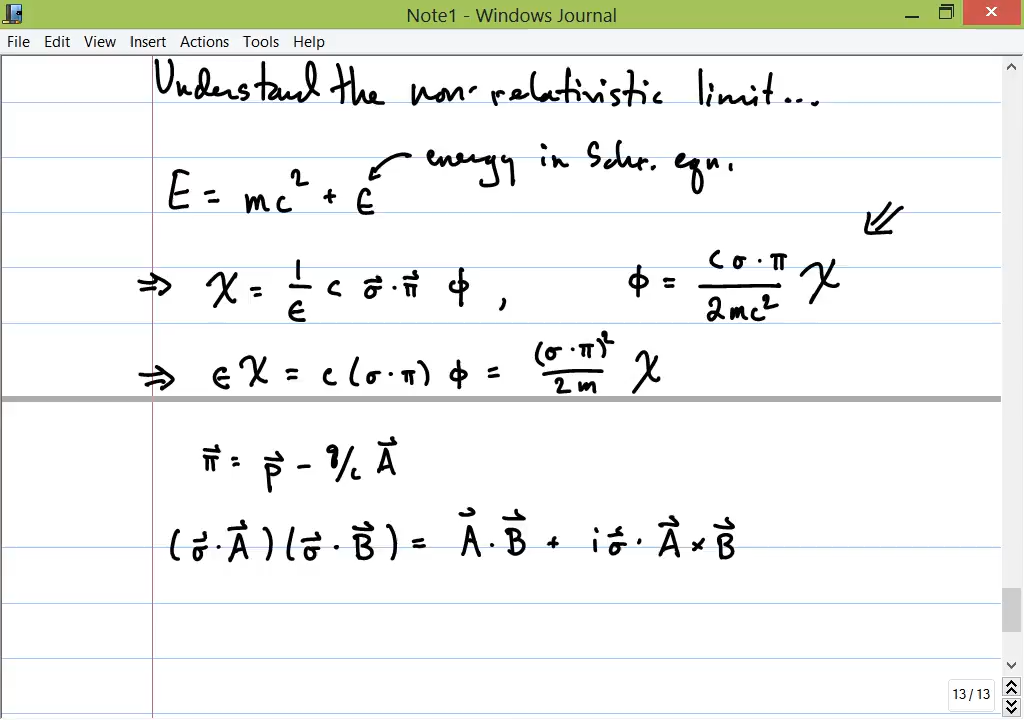 Note1 - Windows Journal
File Edit View Insert Actions Tools Help
Understand the non-relativistic limit...
energy in Schr. eqn.
E = mc² + ϵ
⇒ χ = 1/ϵ c σ⃗·π⃗ ϕ , ϕ = cσ·π/2mc² χ
⇒ ϵχ = c(σ·π) ϕ = (σ·π)²/2m χ
π⃗ = p⃗ - q/c A⃗
(σ⃗·A⃗)(σ⃗·B⃗) = A⃗·B⃗ + iσ⃗·A⃗×B⃗
13 / 13